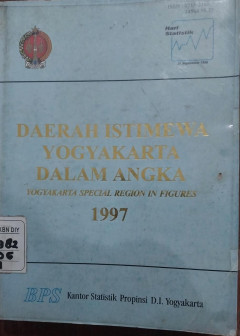 DAERAH ISTIMEWA
YOGYAKARTA
DALAM ANGKA
YOGYAKARTA SPECIAL REGION IN FIGURES
1997
BPS Kantor Statistik Propinsi D.I. Yogyakarta